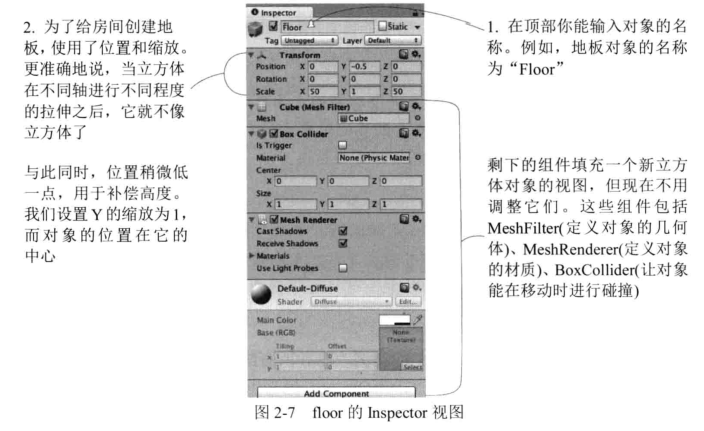 2. 为了给房间创建地
板,使用了位置和缩放。
更准确地说，当立方体
在不同轴进行不同程度
的拉伸之后，它就不像
立方体了
与此同时，位置稍微低
一点，用于补偿高度。
我们设置 Y 的缩放为 1，
而对象的位置在它的
中心
Inspector
Floor Static
Tag Untagged Layer Default
Transform
Position X 0 Y -0.5 Z 0
Rotation X 0 Y 0 Z 0
Scale X 50 Y 1 Z 50
Cube (Mesh Filter)
Mesh Cube
Box Collider
Is Trigger
Material None (Physic Mater
Center
X 0 Y 0 Z 0
Size
X 1 Y 1 Z 1
Mesh Renderer
Cast Shadows
Receive Shadows
Materials
Use Light Probes
Default-Diffuse
Shader Diffuse Edit...
Main Color
Base (RGB)
None
(Texture)
Tiling Offset
x 1 0
y 1 0
Select
Add Component
1. 在顶部你能输入对象的名
称。例如，地板对象的名称
为“Floor”
剩下的组件填充一个新立方
体对象的视图，但现在不用
调整它们。这些组件包括
MeshFilter(定义对象的几何
体)、MeshRenderer(定义对象
的材质)、BoxCollider(让对象
能在移动时进行碰撞)
图 2-7 floor 的 Inspector 视图